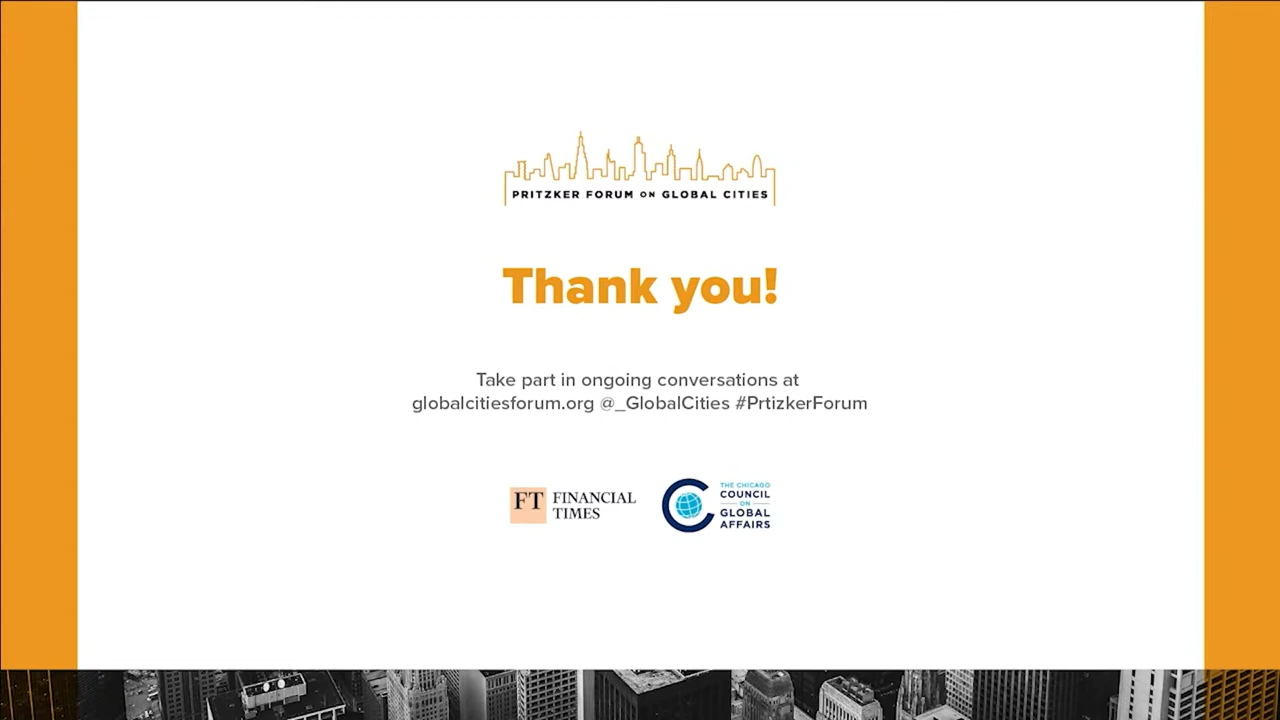 PRITZKER FORUM ON GLOBAL CITIES
Thank you!
Take part in ongoing conversations at
globalcitiesforum.org @_GlobalCities #PrtizkerForum
FT
FINANCIAL
TIMES
THE CHICAGO
COUNCIL
ON
GLOBAL
AFFAIRS